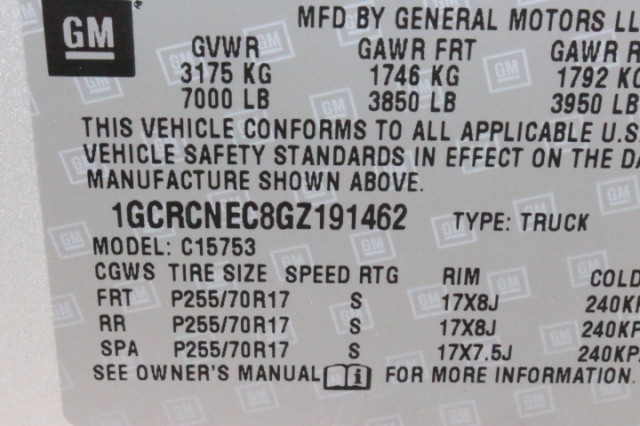 GM
MFD BY GENERAL MOTORS LL
GVWR GAWR FRT GAWR R
3175 KG 1746 KG 1792 KG
7000 LB 3850 LB 3950 LB
THIS VEHICLE CONFORMS TO ALL APPLICABLE U.S
VEHICLE SAFETY STANDARDS IN EFFECT ON THE DA
MANUFACTURE SHOWN ABOVE.
1GCRCNEC8GZ191462 TYPE: TRUCK
MODEL: C15753
CGWS TIRE SIZE SPEED RTG RIM COLD
FRT P255/70R17 S 17X8J 240KP
RR P255/70R17 S 17X8J 240KP
SPA P255/70R17 S 17X7.5J 240KP
SEE OWNER'S MANUAL FOR MORE INFORMATION.